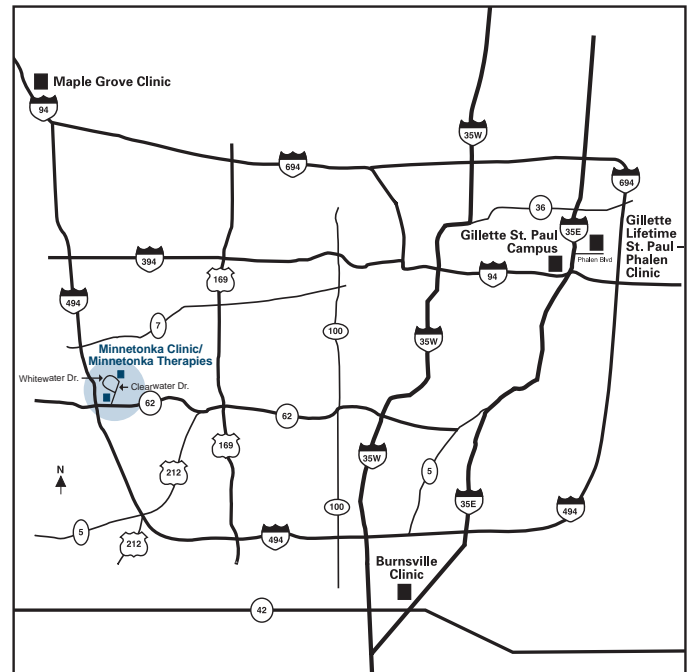 Maple Grove Clinic
94
35W
694
694
36
Gillette St. Paul
Campus
35E
Gillette
Lifetime
St. Paul –
Phalen
Clinic
Phalen Blvd
394
169
94
494
7
100
35W
Minnetonka Clinic/
Minnetonka Therapies
Whitewater Dr.
Clearwater Dr.
62
62
169
35W
212
5
N
100
35E
494
5
212
494
Burnsville
Clinic
42